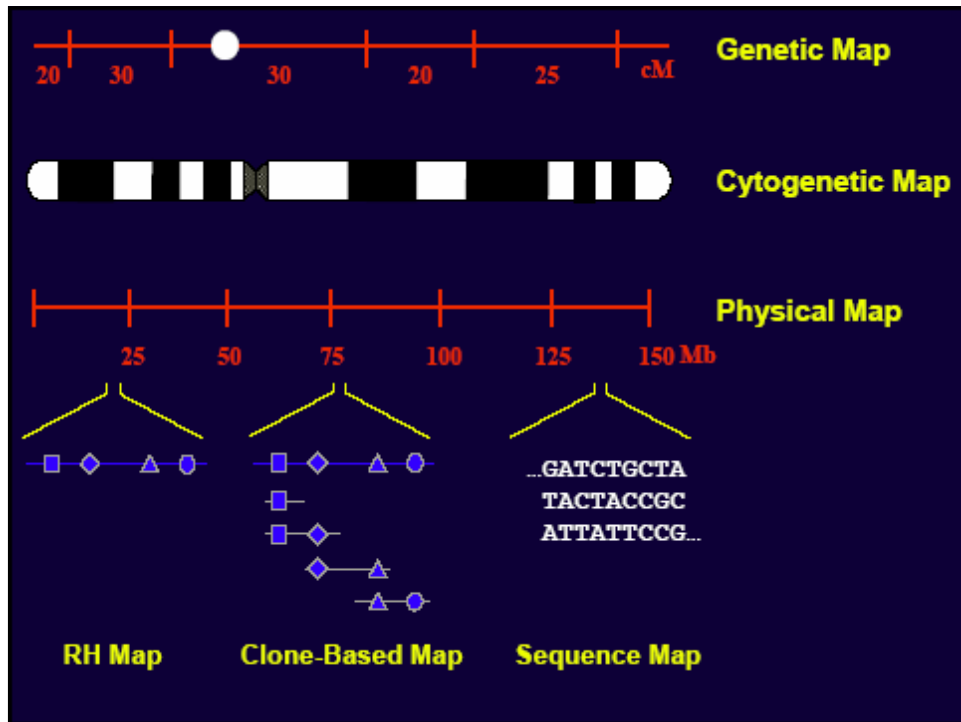 Genetic Map
20 30 30 20 25 cM
Cytogenetic Map
Physical Map
25 50 75 100 125 150 Mb
...GATCTGCTA
TACTACCGC
ATTATTCCG...
RH Map Clone-Based Map Sequence Map